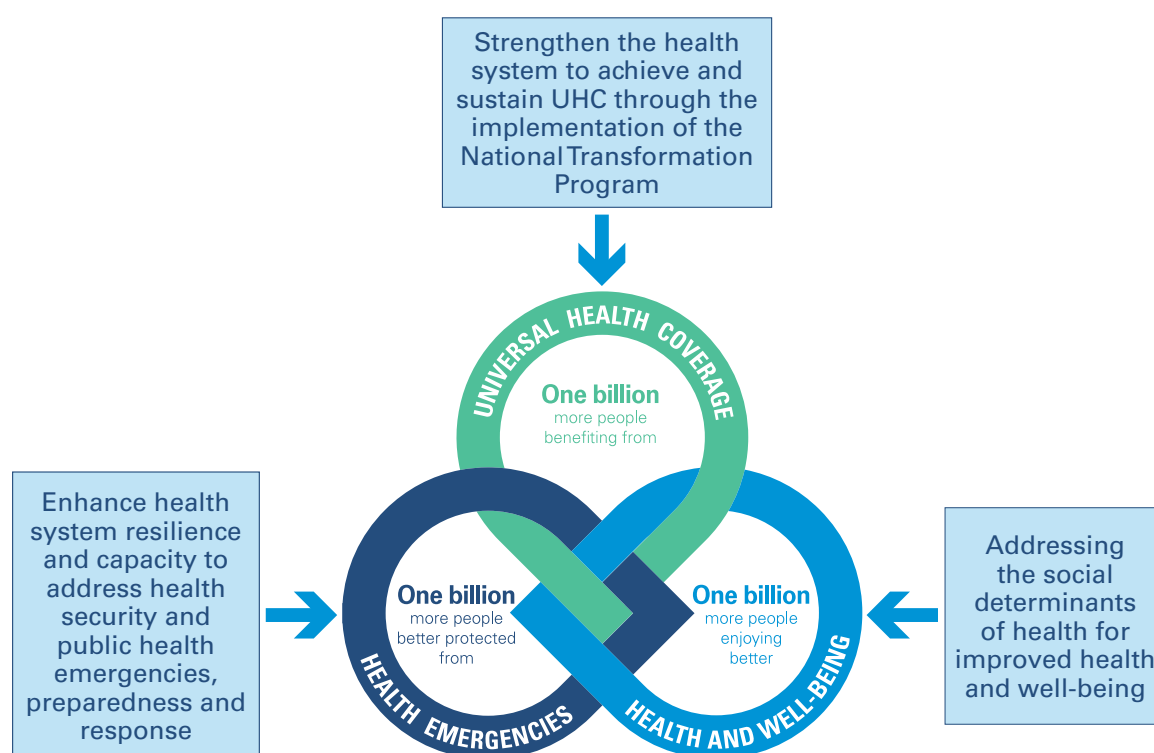 Strengthen the health
system to achieve and
sustain UHC through the
implementation of the
National Transformation
Program
UNIVERSAL HEALTH COVERAGE
One billion
more people
benefiting from
Enhance health
system resilience
and capacity to
address health
security and
public health
emergencies,
preparedness and
response
One billion
more people
better protected
from
HEALTH EMERGENCIES
One billion
more people
enjoying
better
HEALTH AND WELL-BEING
Addressing
the social
determinants
of health for
improved health
and well-being